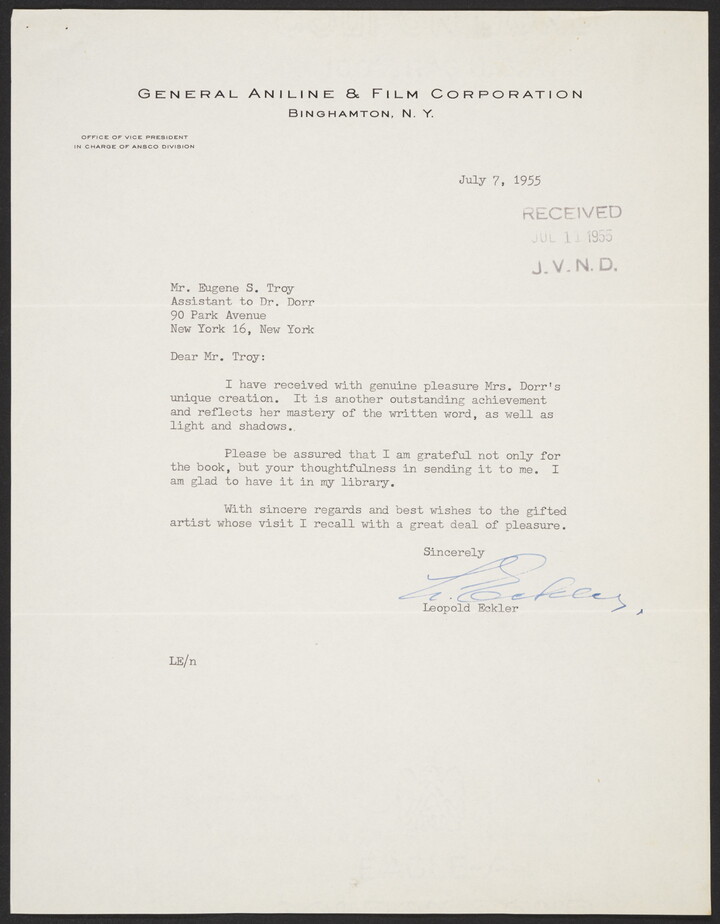 GENERAL ANILINE & FILM CORPORATION
BINGHAMTON, N. Y.
OFFICE OF VICE PRESIDENT
IN CHARGE OF ANSCO DIVISION
July 7, 1955
RECEIVED
JUL 11 1955
J. V. N. D.
Mr. Eugene S. Troy
Assistant to Dr. Dorr
90 Park Avenue
New York 16, New York
Dear Mr. Troy:
I have received with genuine pleasure Mrs. Dorr's
unique creation. It is another outstanding achievement
and reflects her mastery of the written word, as well as
light and shadows.
Please be assured that I am grateful not only for
the book, but your thoughtfulness in sending it to me. I
am glad to have it in my library.
With sincere regards and best wishes to the gifted
artist whose visit I recall with a great deal of pleasure.
Sincerely
L. Eckler
Leopold Eckler
LE/n